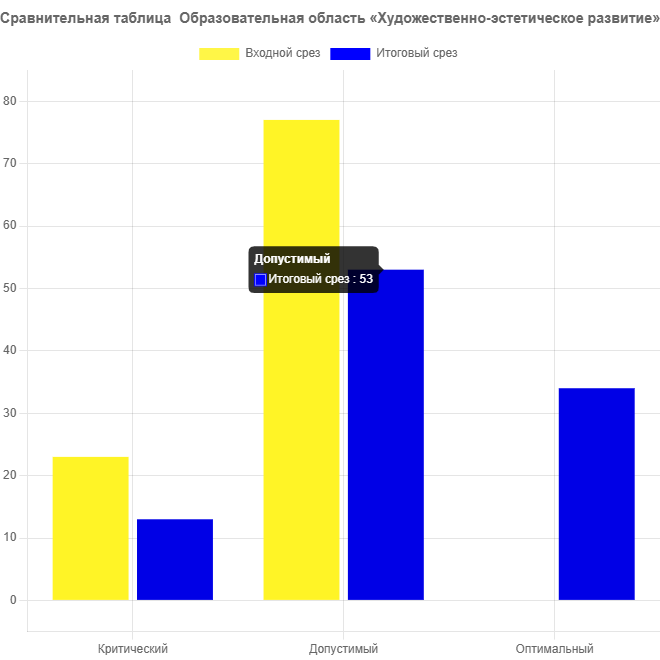 Сравнительная таблица  Образовательная область «Художественно-эстетическое развитие»
Входной срез Итоговый срез
80
70
60
Допустимый
Итоговый срез : 53
50
40
30
20
10
0
Критический Допустимый Оптимальный